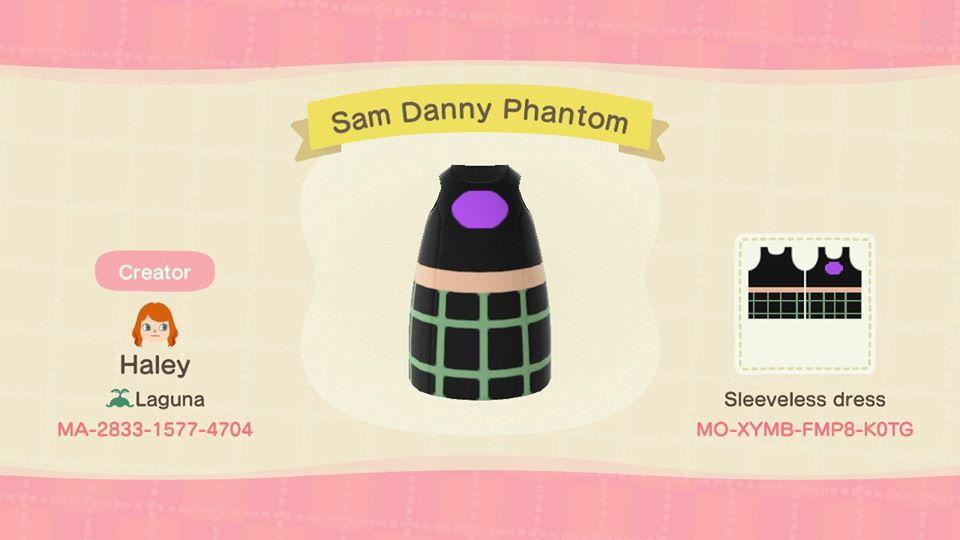 Sam Danny Phantom
Creator
Haley
Laguna
MA-2833-1577-4704
Sleeveless dress
MO-XYMB-FMP8-K0TG